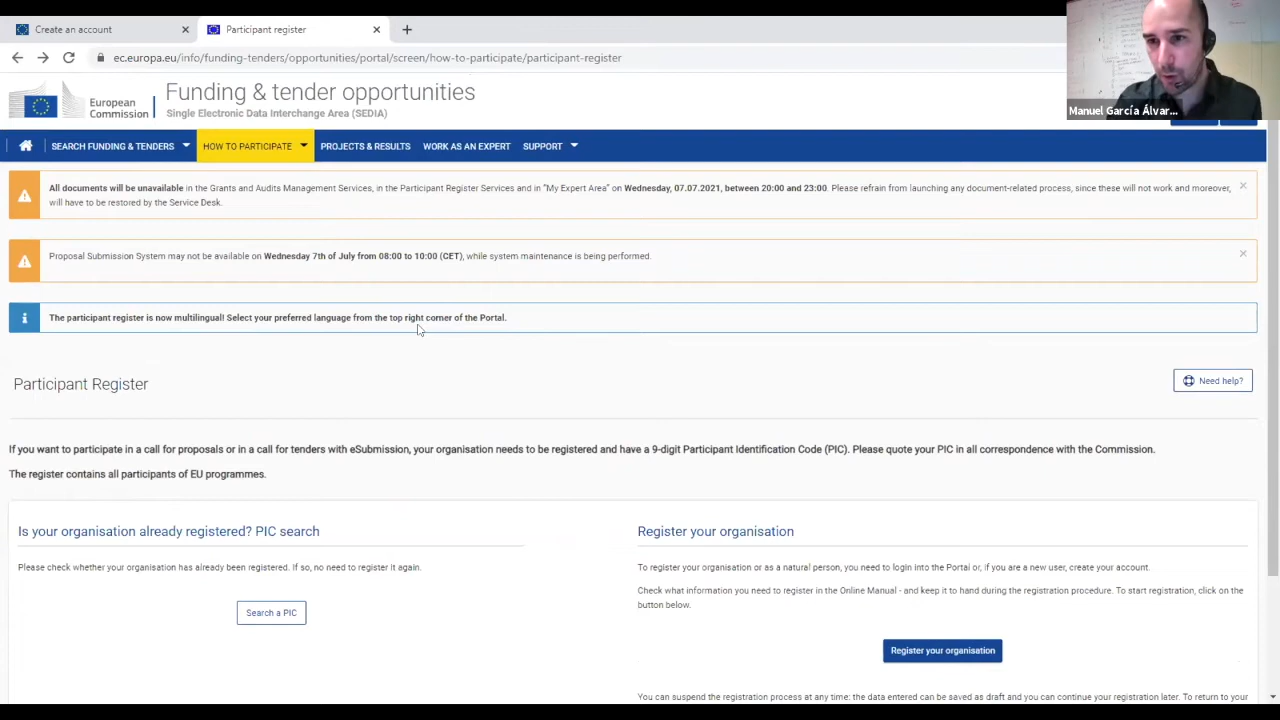 Create an account
Participant register
ec.europa.eu/info/funding-tenders/opportunities/portal/screen/how-to-participate/participant-register
Manuel García Álvar...
European
Commission
Funding & tender opportunities
Single Electronic Data Interchange Area (SEDIA)
SEARCH FUNDING & TENDERS HOW TO PARTICIPATE PROJECTS & RESULTS WORK AS AN EXPERT SUPPORT
All documents will be unavailable in the Grants and Audits Management Services, in the Participant Register Services and in "My Expert Area" on Wednesday, 07.07.2021, between 20:00 and 23:00. Please refrain from launching any document-related process, since these will not work and moreover,
will have to be restored by the Service Desk.
Proposal Submission System may not be available on Wednesday 7th of July from 08:00 to 10:00 (CET), while system maintenance is being performed.
The participant register is now multilingual! Select your preferred language from the top right corner of the Portal.
Participant Register
Need help?
If you want to participate in a call for proposals or in a call for tenders with eSubmission, your organisation needs to be registered and have a 9-digit Participant Identification Code (PIC). Please quote your PIC in all correspondence with the Commission.
The register contains all participants of EU programmes.
Is your organisation already registered? PIC search
Please check whether your organisation has already been registered. If so, no need to register it again.
Search a PIC
Register your organisation
To register your organisation or as a natural person, you need to login into the Portal or, if you are a new user, create your account.
Check what information you need to register in the Online Manual - and keep it to hand during the registration procedure. To start registration, click on the
button below.
Register your organisation
You can suspend the registration process at any time: the data entered can be saved as draft and you can continue your registration later. To return to your